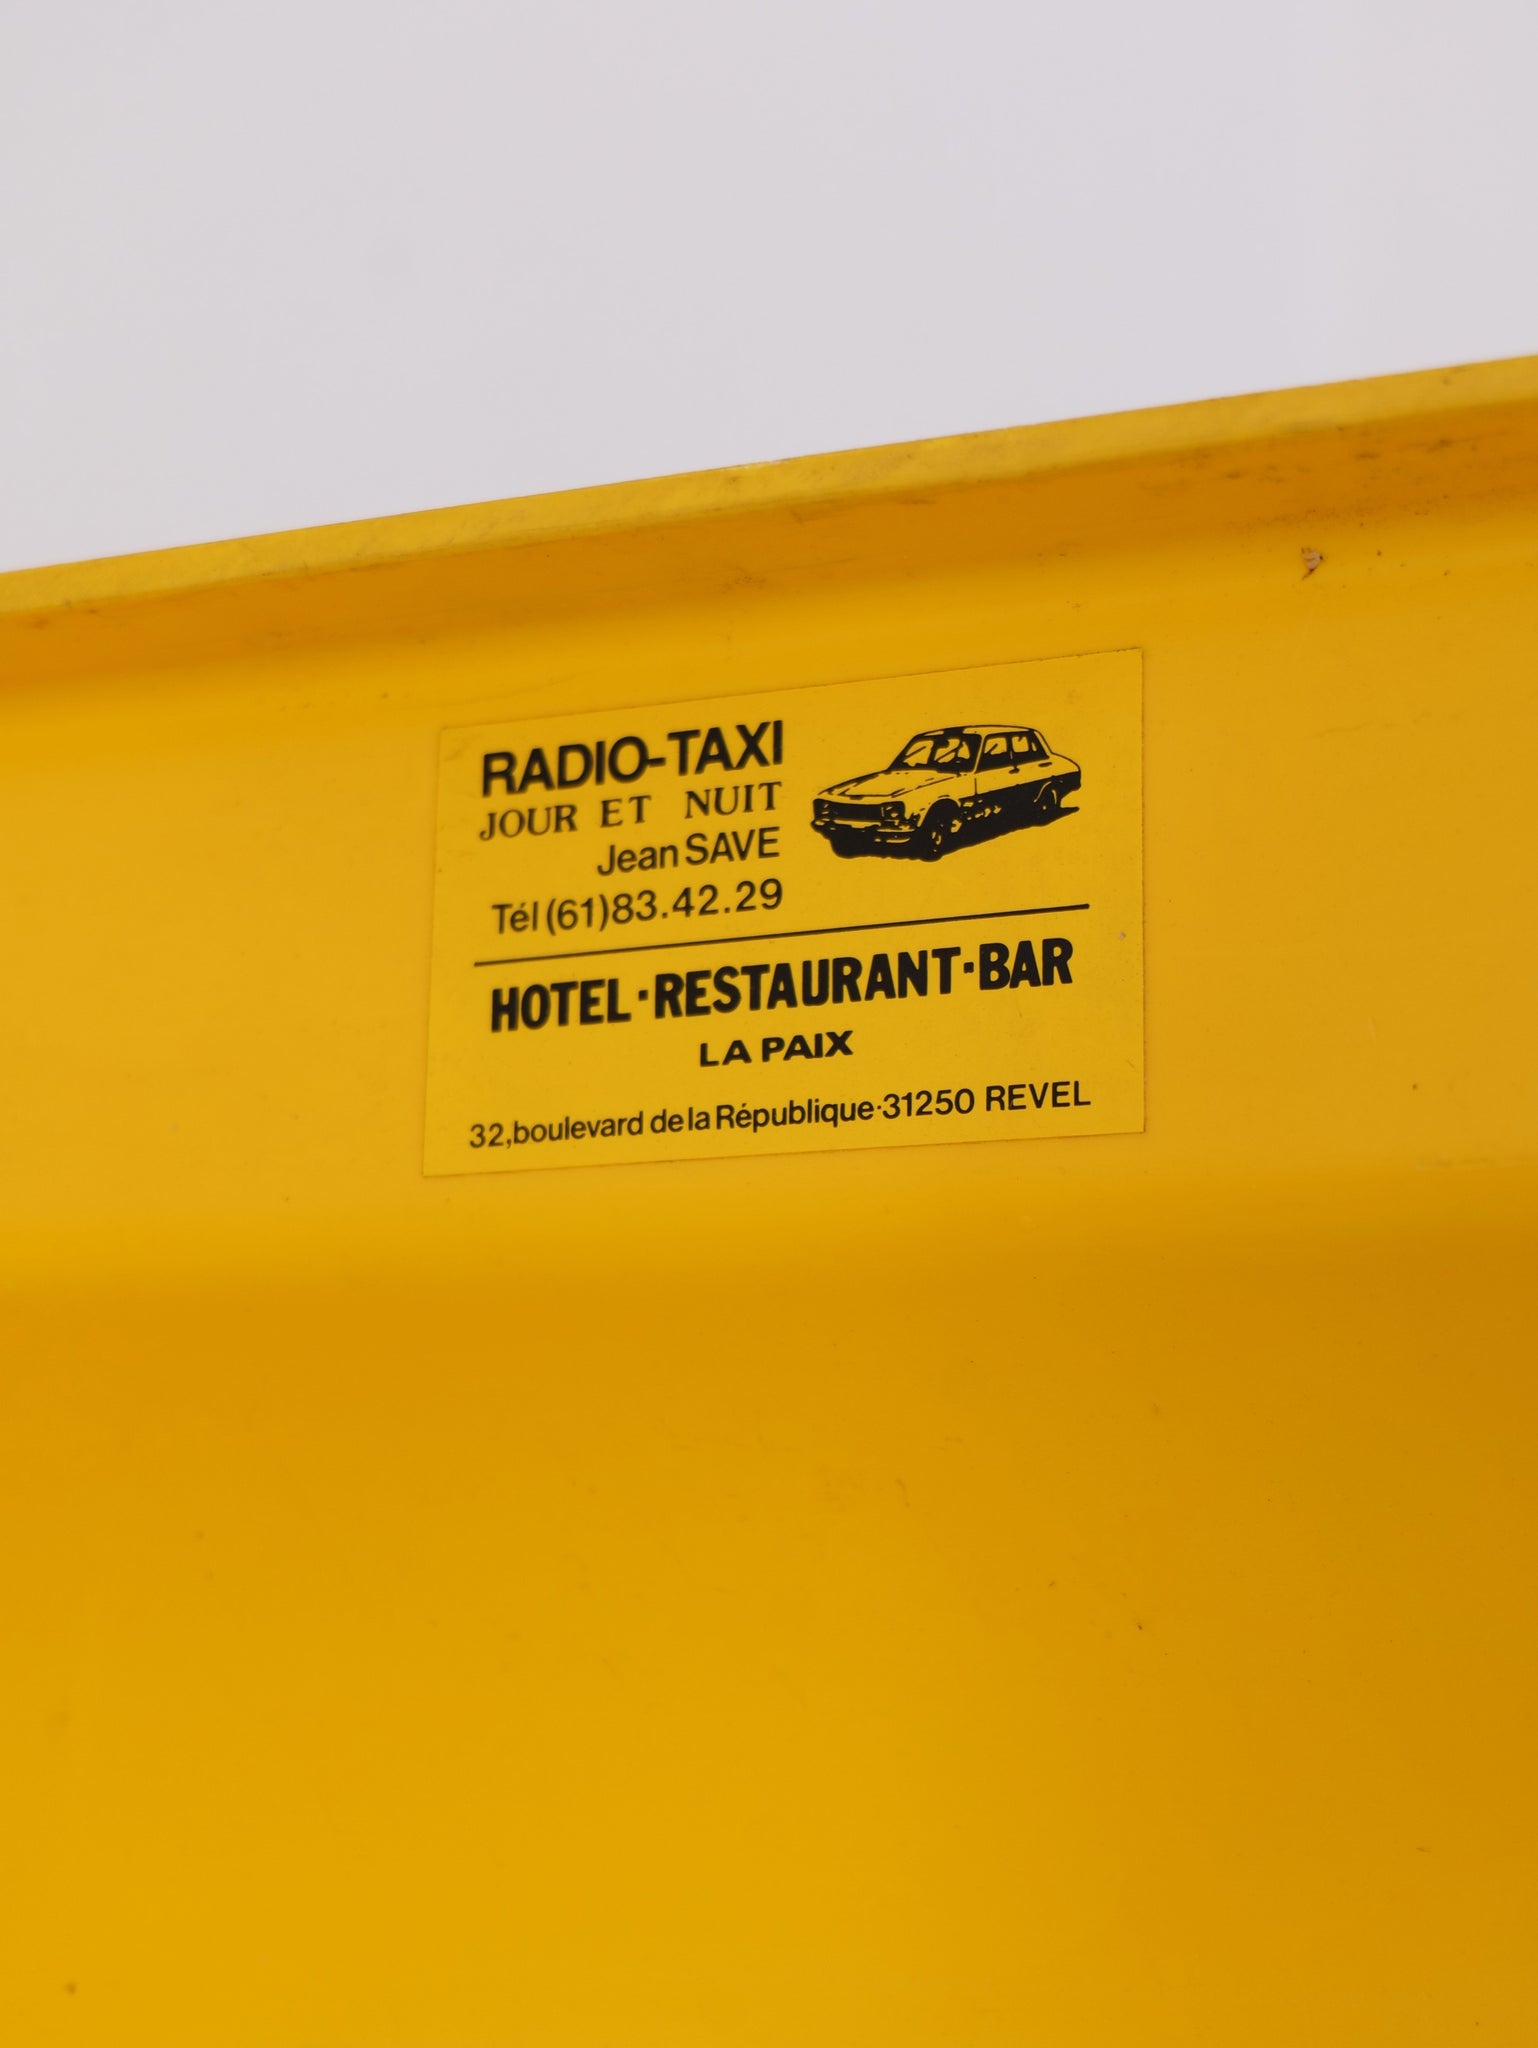 RADIO-TAXI
JOUR ET NUIT
Jean SAVE
Tél (61)83.42.29
HOTEL·RESTAURANT·BAR
LA PAIX
32,boulevard de la République·31250 REVEL